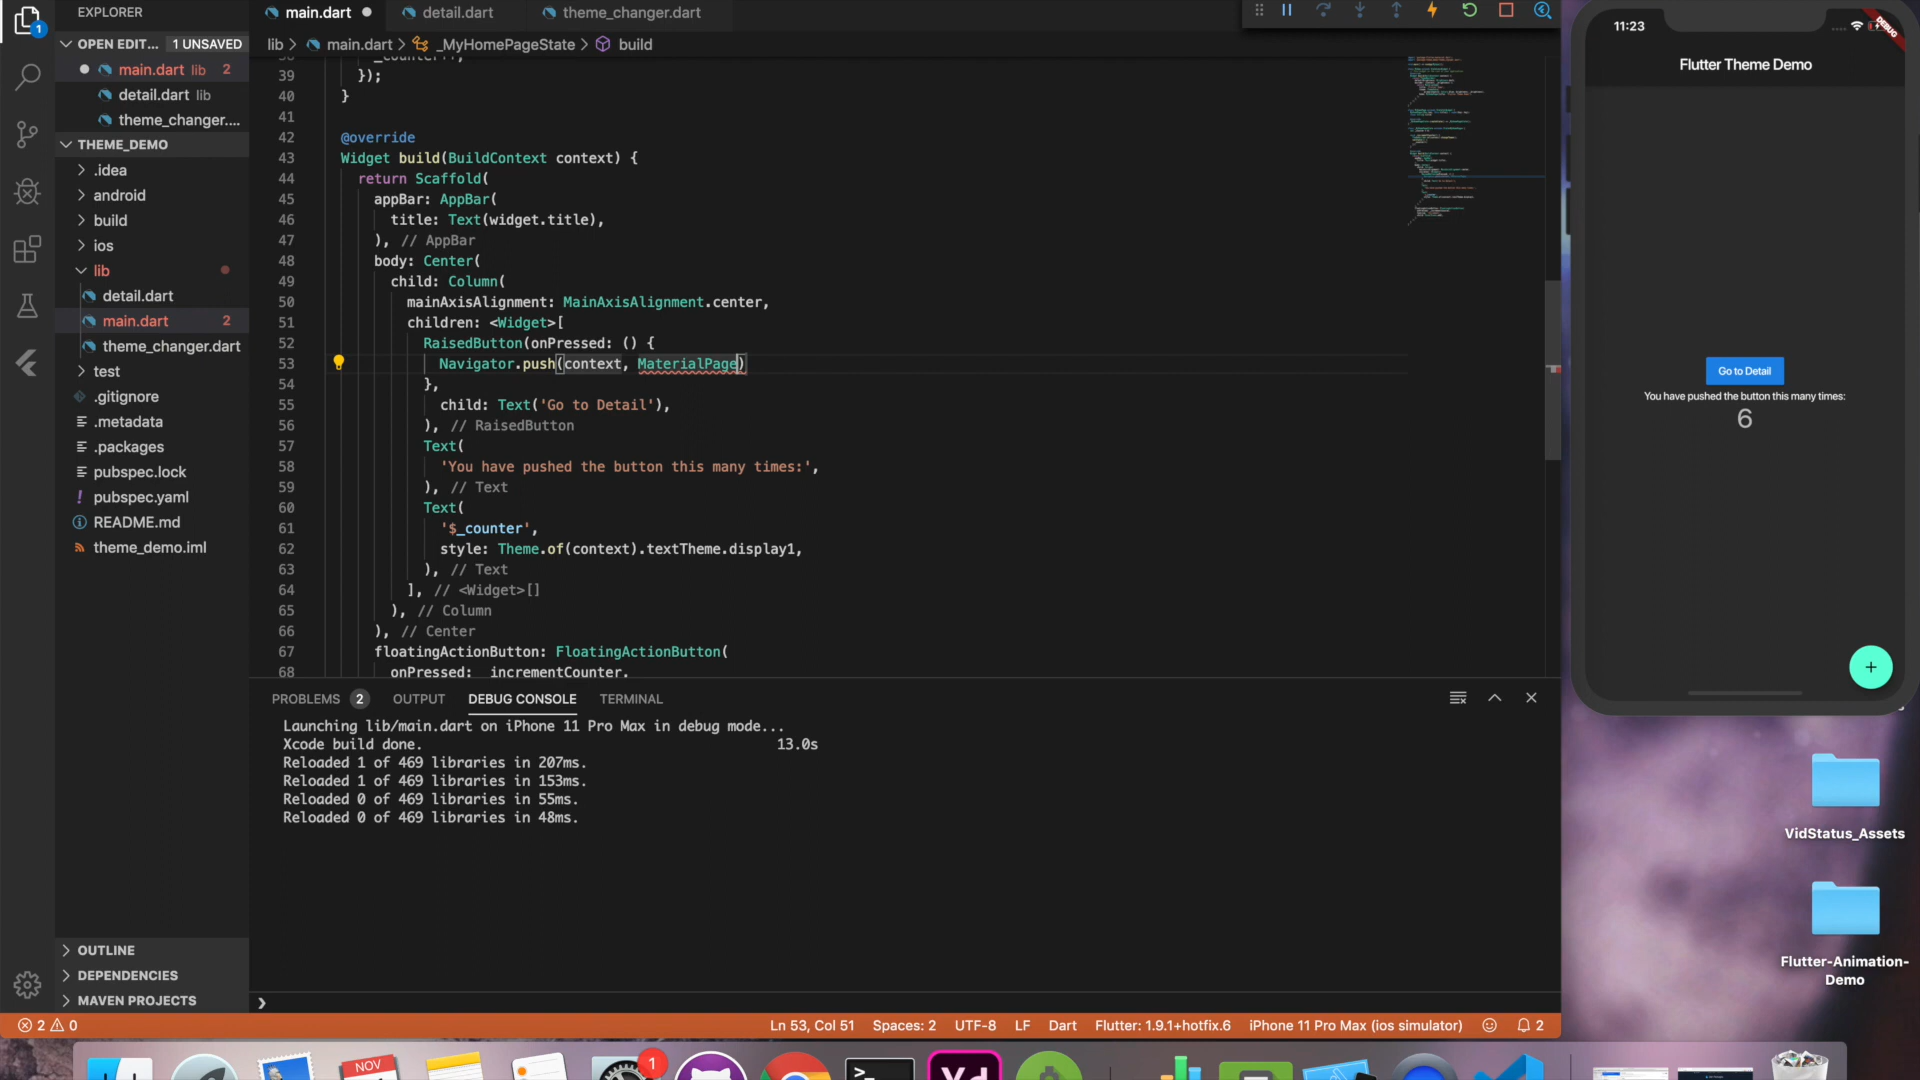 EXPLORER
OPEN EDIT... 1 UNSAVED
main.dart lib 2
detail.dart lib
theme_changer....
THEME_DEMO
.idea
android
build
ios
lib
detail.dart
main.dart 2
theme_changer.dart
test
.gitignore
.metadata
.packages
pubspec.lock
pubspec.yaml
README.md
theme_demo.iml
OUTLINE
DEPENDENCIES
MAVEN PROJECTS
1
main.dart
detail.dart
theme_changer.dart
lib > main.dart > _MyHomePageState > build
39 });
40 }
41
42 @override
43 Widget build(BuildContext context) {
44 return Scaffold(
45 appBar: AppBar(
46 title: Text(widget.title),
47 ), // AppBar
48 body: Center(
49 child: Column(
50 mainAxisAlignment: MainAxisAlignment.center,
51 children: <Widget>[
52 RaisedButton(onPressed: () {
53 Navigator.push(context, MaterialPage)
54 },
55 child: Text('Go to Detail'),
56 ), // RaisedButton
57 Text(
58 'You have pushed the button this many times:',
59 ), // Text
60 Text(
61 '$_counter',
62 style: Theme.of(context).textTheme.display1,
63 ), // Text
64 ], // <Widget>[]
65 ), // Column
66 ), // Center
67 floatingActionButton: FloatingActionButton(
68 onPressed: _incrementCounter,
PROBLEMS 2 OUTPUT DEBUG CONSOLE TERMINAL
Launching lib/main.dart on iPhone 11 Pro Max in debug mode...
Xcode build done. 13.0s
Reloaded 1 of 469 libraries in 207ms.
Reloaded 1 of 469 libraries in 153ms.
Reloaded 0 of 469 libraries in 55ms.
Reloaded 0 of 469 libraries in 48ms.
2 0 Ln 53, Col 51 Spaces: 2 UTF-8 LF Dart Flutter: 1.9.1+hotfix.6 iPhone 11 Pro Max (ios simulator) 2
11:23
DEBUG
Flutter Theme Demo
Go to Detail
You have pushed the button this many times:
6
+
VidStatus_Assets
Flutter-Animation-
Demo
NOV
1
Xd